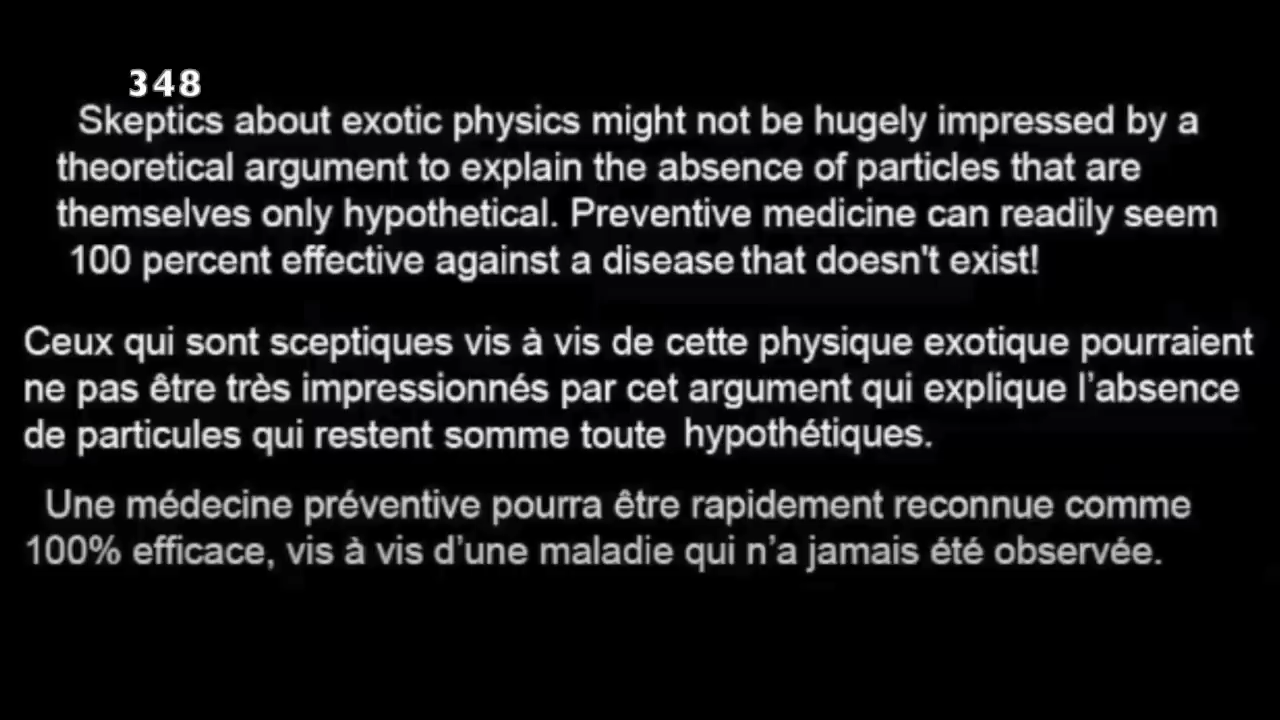 348
Skeptics about exotic physics might not be hugely impressed by a
theoretical argument to explain the absence of particles that are
themselves only hypothetical. Preventive medicine can readily seem
100 percent effective against a disease that doesn't exist!
Ceux qui sont sceptiques vis à vis de cette physique exotique pourraient
ne pas être très impressionnés par cet argument qui explique l’absence
de particules qui restent somme toute hypothétiques.
Une médecine préventive pourra être rapidement reconnue comme
100% efficace, vis à vis d’une maladie qui n’a jamais été observée.